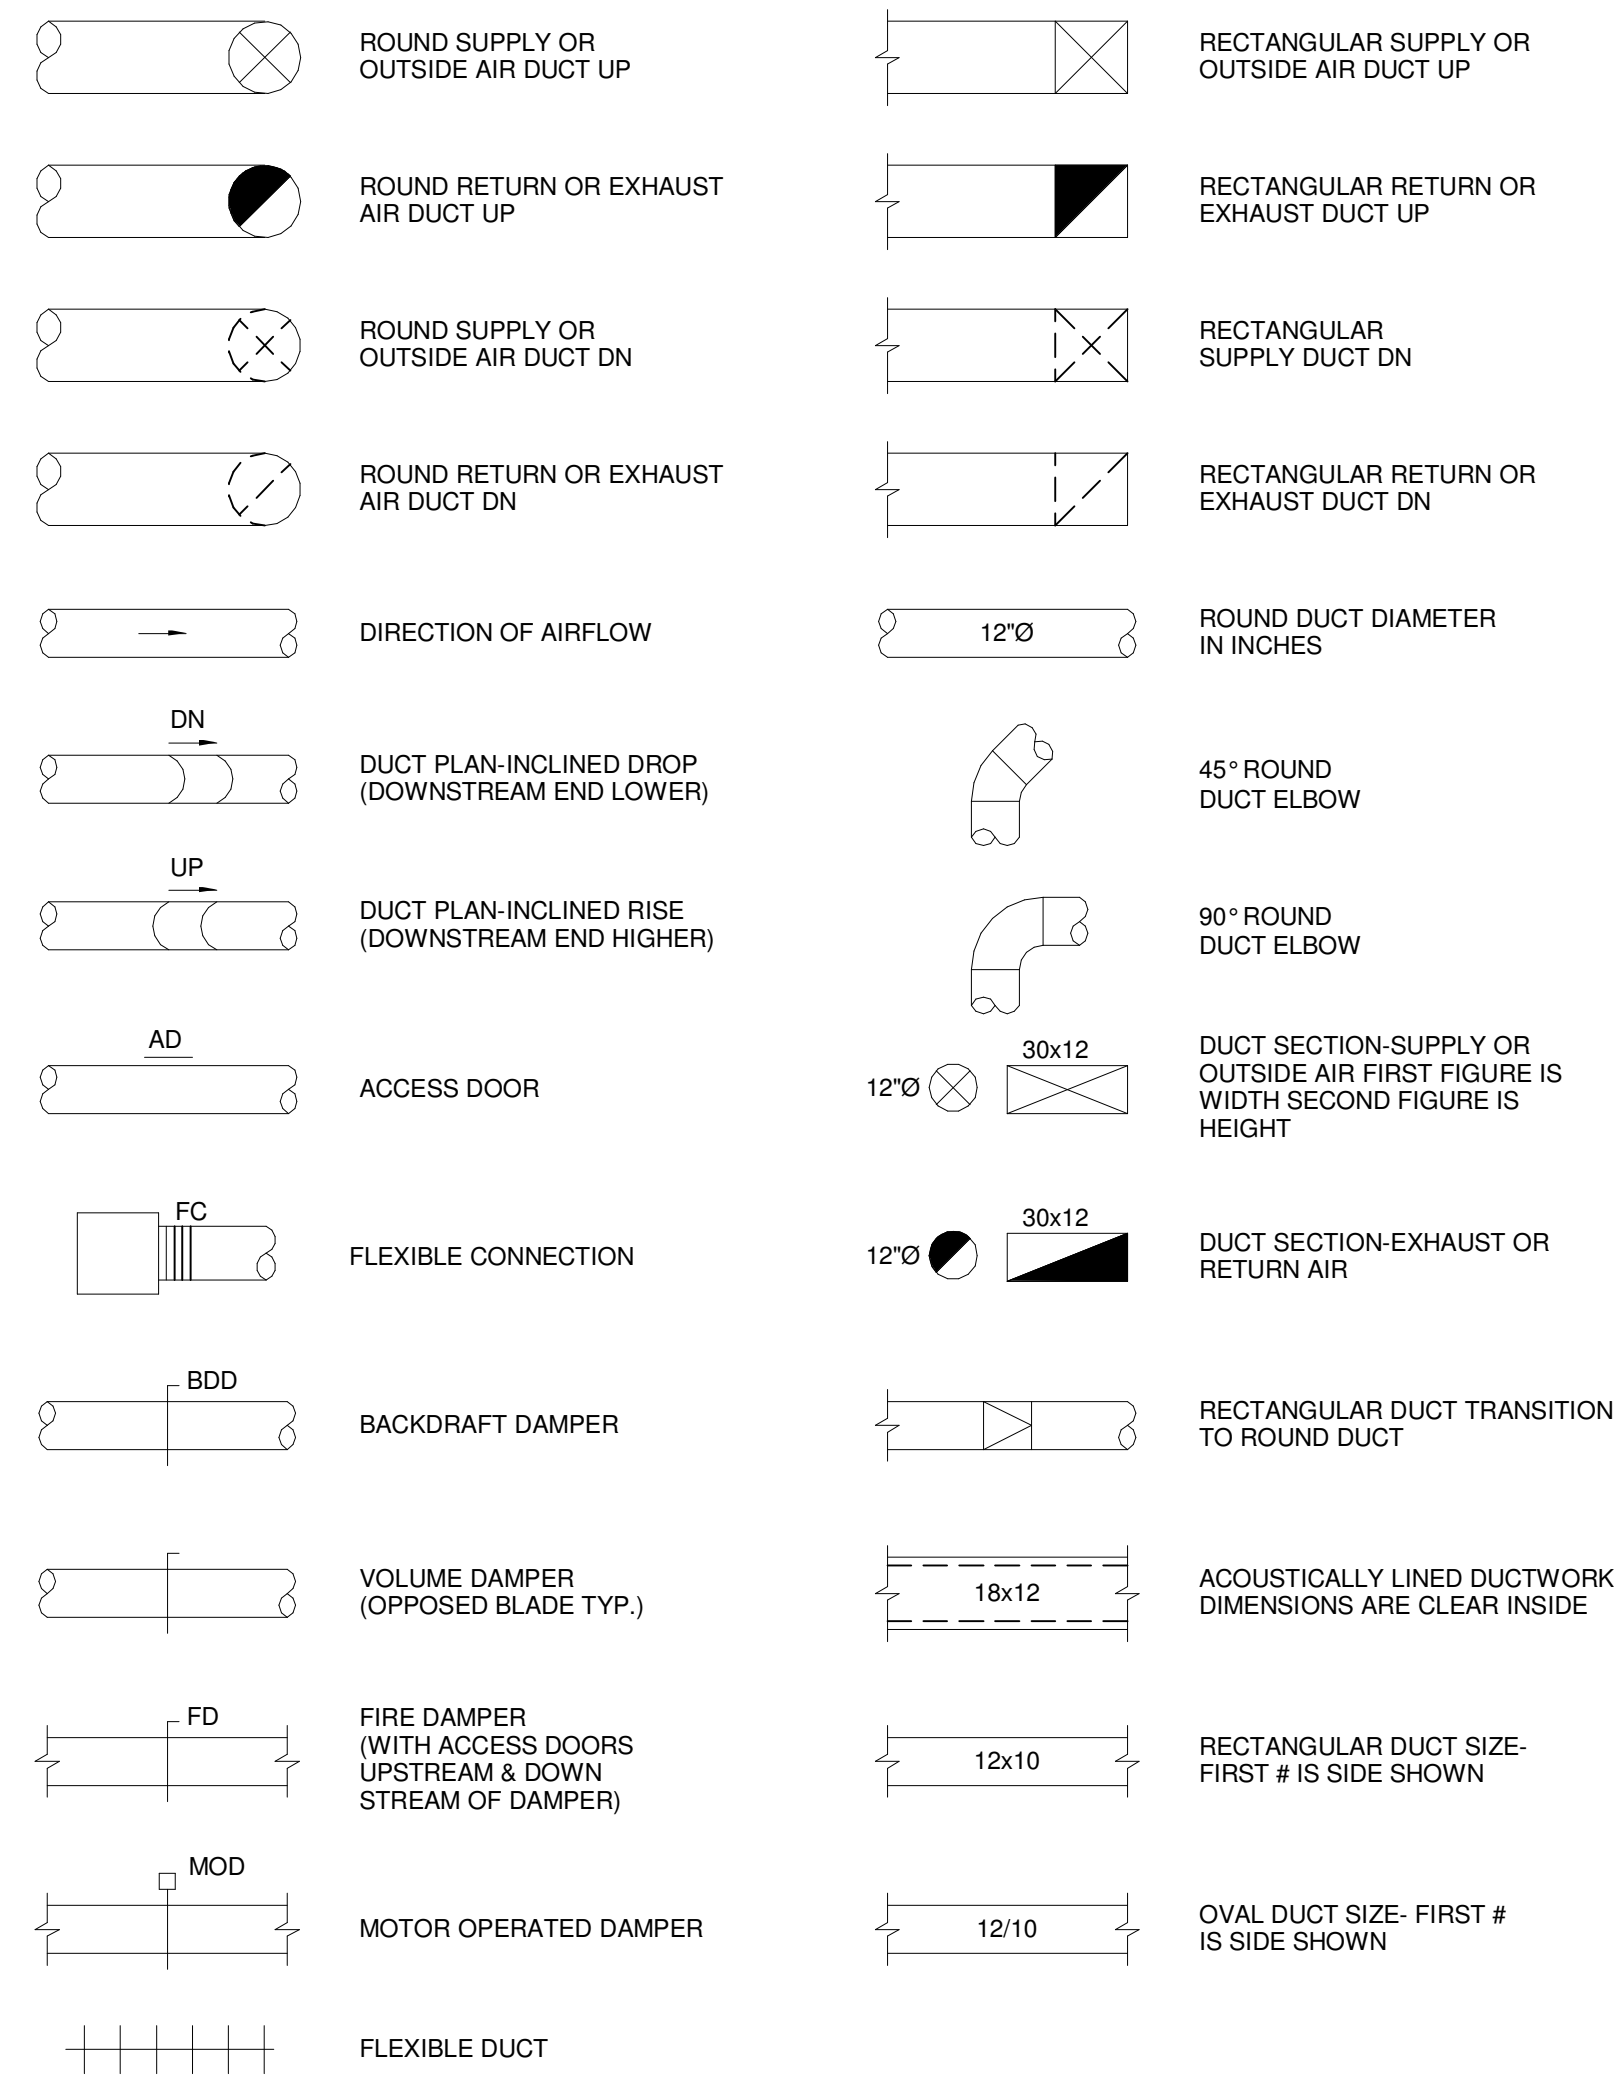 ROUND SUPPLY OR
OUTSIDE AIR DUCT UP
ROUND RETURN OR EXHAUST
AIR DUCT UP
ROUND SUPPLY OR
OUTSIDE AIR DUCT DN
ROUND RETURN OR EXHAUST
AIR DUCT DN
DIRECTION OF AIRFLOW
DN
DUCT PLAN-INCLINED DROP
(DOWNSTREAM END LOWER)
UP
DUCT PLAN-INCLINED RISE
(DOWNSTREAM END HIGHER)
AD
ACCESS DOOR
FC
FLEXIBLE CONNECTION
BDD
BACKDRAFT DAMPER
VOLUME DAMPER
(OPPOSED BLADE TYP.)
FD
FIRE DAMPER
(WITH ACCESS DOORS
UPSTREAM & DOWN
STREAM OF DAMPER)
MOD
MOTOR OPERATED DAMPER
FLEXIBLE DUCT
RECTANGULAR SUPPLY OR
OUTSIDE AIR DUCT UP
RECTANGULAR RETURN OR
EXHAUST DUCT UP
RECTANGULAR
SUPPLY DUCT DN
RECTANGULAR RETURN OR
EXHAUST DUCT DN
12"Ø
ROUND DUCT DIAMETER
IN INCHES
45° ROUND
DUCT ELBOW
90° ROUND
DUCT ELBOW
12"Ø
30x12
DUCT SECTION-SUPPLY OR
OUTSIDE AIR FIRST FIGURE IS
WIDTH SECOND FIGURE IS
HEIGHT
12"Ø
30x12
DUCT SECTION-EXHAUST OR
RETURN AIR
RECTANGULAR DUCT TRANSITION
TO ROUND DUCT
18x12
ACOUSTICALLY LINED DUCTWORK
DIMENSIONS ARE CLEAR INSIDE
12x10
RECTANGULAR DUCT SIZE-
FIRST # IS SIDE SHOWN
12/10
OVAL DUCT SIZE- FIRST #
IS SIDE SHOWN